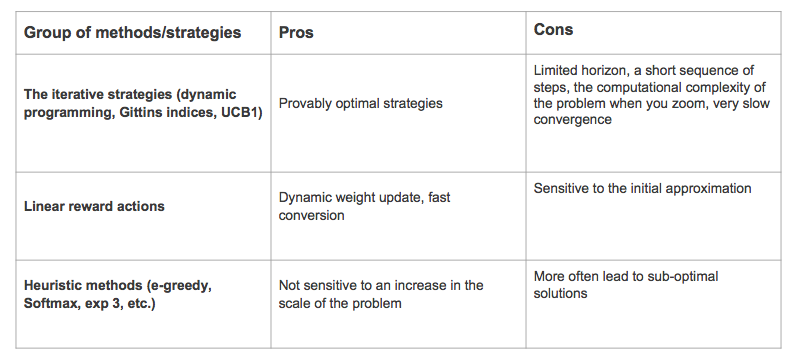 Group of methods/strategies
Pros
Cons
The iterative strategies (dynamic
programming, Gittins indices, UCB1)
Provably optimal strategies
Limited horizon, a short sequence of
steps, the computational complexity of
the problem when you zoom, very slow
convergence
Linear reward actions
Dynamic weight update, fast
conversion
Sensitive to the initial approximation
Heuristic methods (e-greedy,
Softmax, exp 3, etc.)
Not sensitive to an increase in the
scale of the problem
More often lead to sub-optimal
solutions